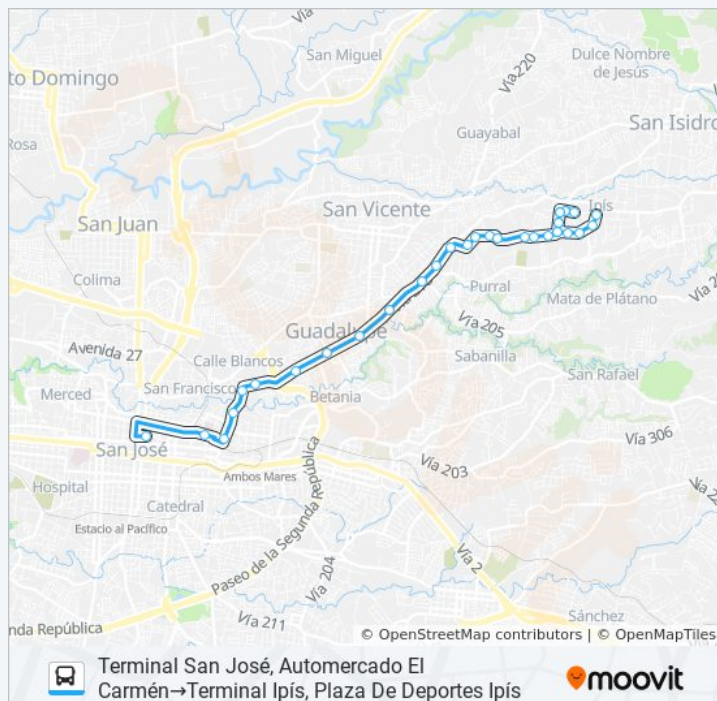 San Miguel
Vía 220
Dulce Nombre
de Jesús
to Domingo
Rosa
Guayabal
San Isidro
San Juan
San Vicente
Ipís
Colima
Purral
Mata de Plátano
Guadalupe
Vía 205
Avenida 27
Calle Blancos
Sabanilla
Merced
San Francisco
Betania
San Rafael
San José
Ambos Mares
Vía 203
Vía 306
Hospital
Catedral
Estacio al Pacífico
Paseo de la Segunda República
Vía 204
Vía 2
Vía 211
Sánchez
nda República
© OpenStreetMap contributors | © OpenMapTiles
Terminal San José, Automercado El
Carmén→Terminal Ipís, Plaza De Deportes Ipís
moovit